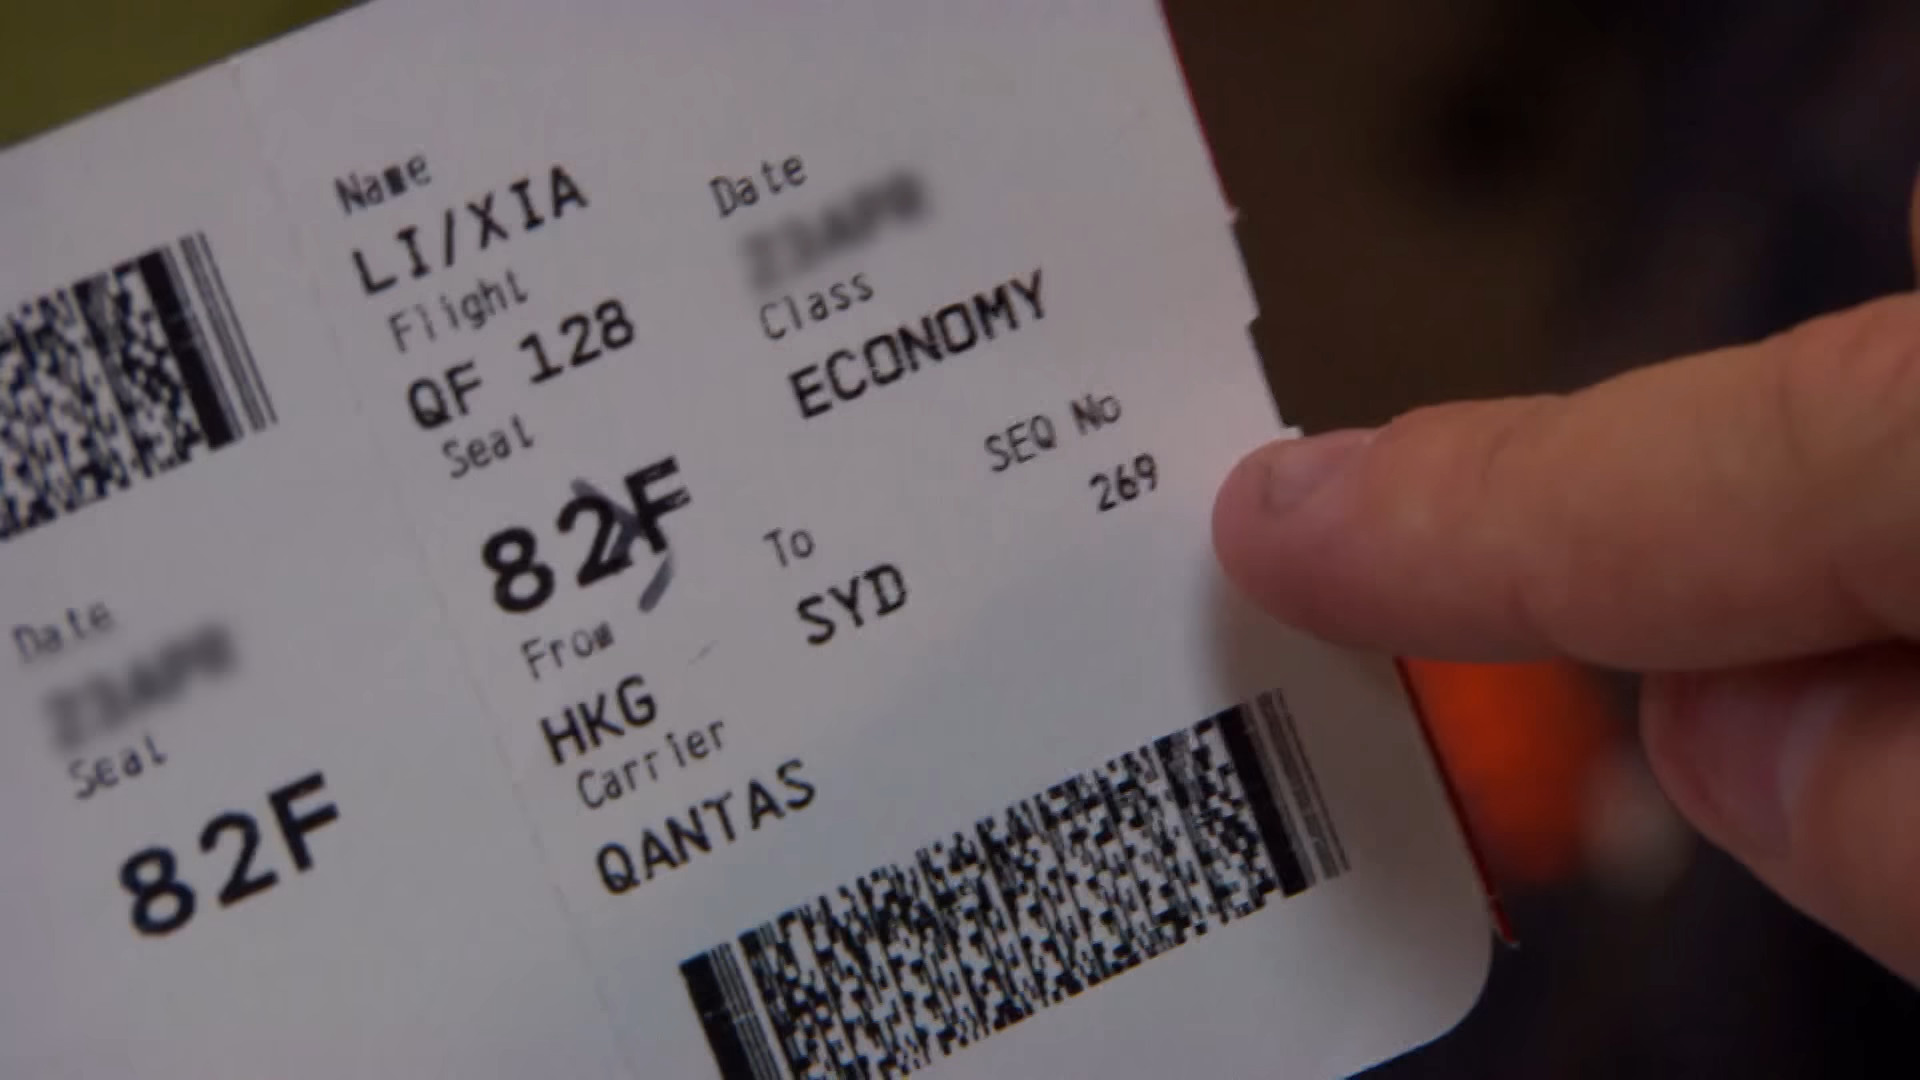 Name
LI/XIA
Date
Flight
QF 128
Class
ECONOMY
Seat
82F
SEQ No
269
From
HKG
To
SYD
Carrier
QANTAS
Date
Seat
82F